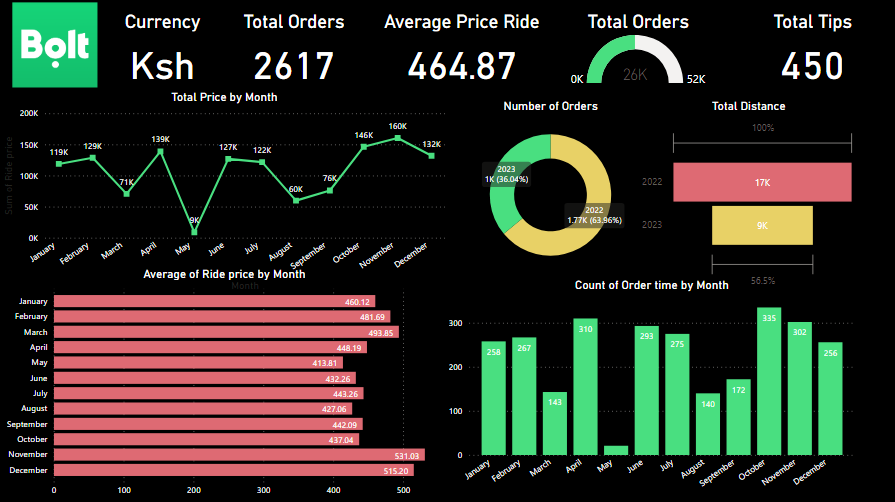 Bolt
Currency
Ksh
Total Orders
2617
Average Price Ride
464.87
Total Orders
0K
26K
52K
Total Tips
450
Total Price by Month
Sum of Ride price
200K
150K
100K
50K
0K
119K
129K
71K
139K
9K
127K
122K
60K
76K
146K
160K
132K
January
February
March
April
May
June
July
August
September
October
November
December
Month
Number of Orders
2023
1K (36.04%)
2022
1.77K (63.96%)
Total Distance
100%
2022
17K
2023
9K
56.5%
Average of Ride price by Month
January
460.12
February
481.69
March
493.85
April
448.19
May
413.81
June
432.26
July
443.26
August
427.06
September
442.09
October
437.04
November
531.03
December
515.20
0
100
200
300
400
500
Count of Order time by Month
300
200
100
0
258
267
143
310
293
275
140
172
335
302
256
January
February
March
April
May
June
July
August
September
October
November
December